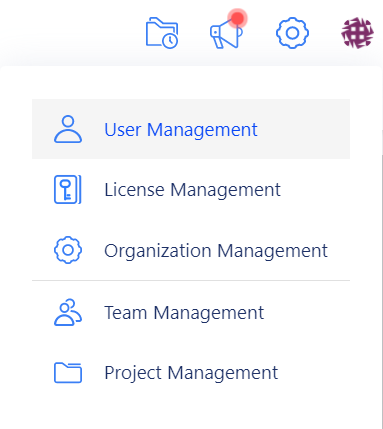 User Management
License Management
Organization Management
Team Management
Project Management